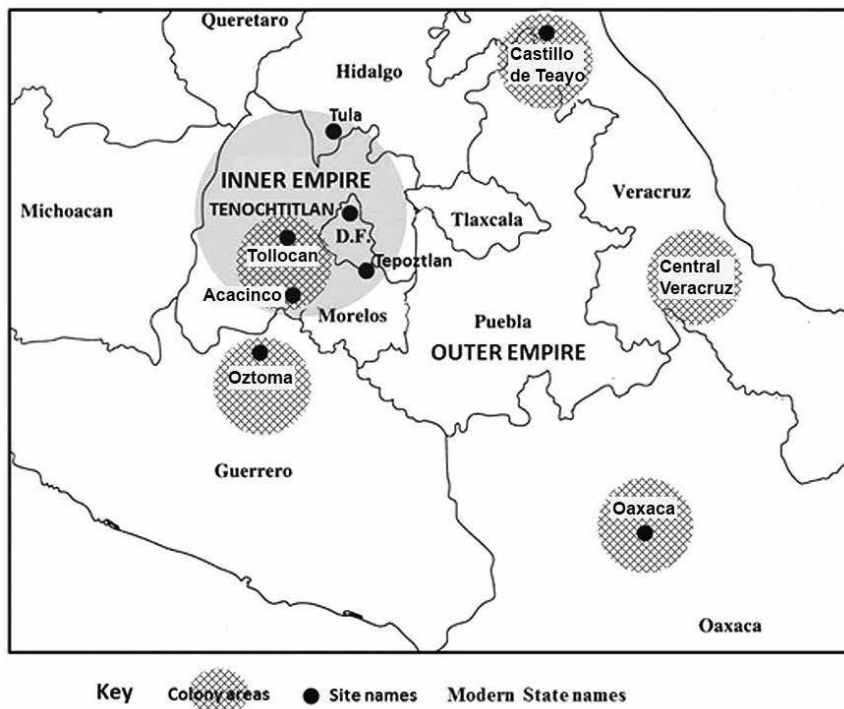 Queretaro
Castillo
de Teayo
Hidalgo
Tula
INNER EMPIRE
TENOCHTITLAN
Michoacan
D.F.
Tlaxcala
Veracruz
Tollocan
Tepoztlan
Central
Veracruz
Acacinco
Morelos
Puebla
OUTER EMPIRE
Oztoma
Guerrero
Oaxaca
Oaxaca
Key
Colony areas
Site names
Modern State names